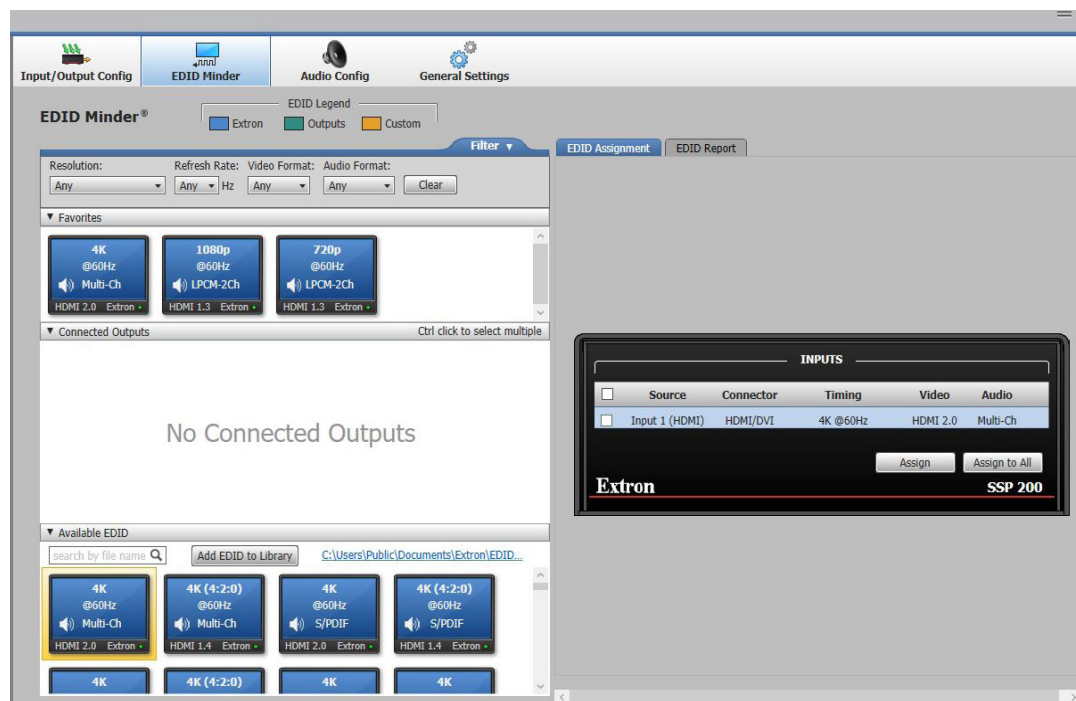 Input/Output Config EDID Minder Audio Config General Settings
EDID Minder®
EDID Legend
Extron Outputs Custom
Filter ▼
Resolution: Refresh Rate: Video Format: Audio Format:
Any Any Hz Any Any Clear
▼ Favorites
4K 1080p 720p
@60Hz @60Hz @60Hz
Multi-Ch LPCM-2Ch LPCM-2Ch
HDMI 2.0 Extron HDMI 1.3 Extron HDMI 1.3 Extron
▼ Connected Outputs Ctrl click to select multiple
No Connected Outputs
▼ Available EDID
search by file name Add EDID to Library C:\Users\Public\Documents\Extron\EDID...
4K 4K (4:2:0) 4K 4K (4:2:0)
@60Hz @60Hz @60Hz @60Hz
Multi-Ch Multi-Ch S/PDIF S/PDIF
HDMI 2.0 Extron HDMI 1.4 Extron HDMI 2.0 Extron HDMI 1.4 Extron
4K 4K (4:2:0) 4K 4K
EDID Assignment EDID Report
INPUTS
Source Connector Timing Video Audio
Input 1 (HDMI) HDMI/DVI 4K @60Hz HDMI 2.0 Multi-Ch
Assign Assign to All
Extron SSP 200